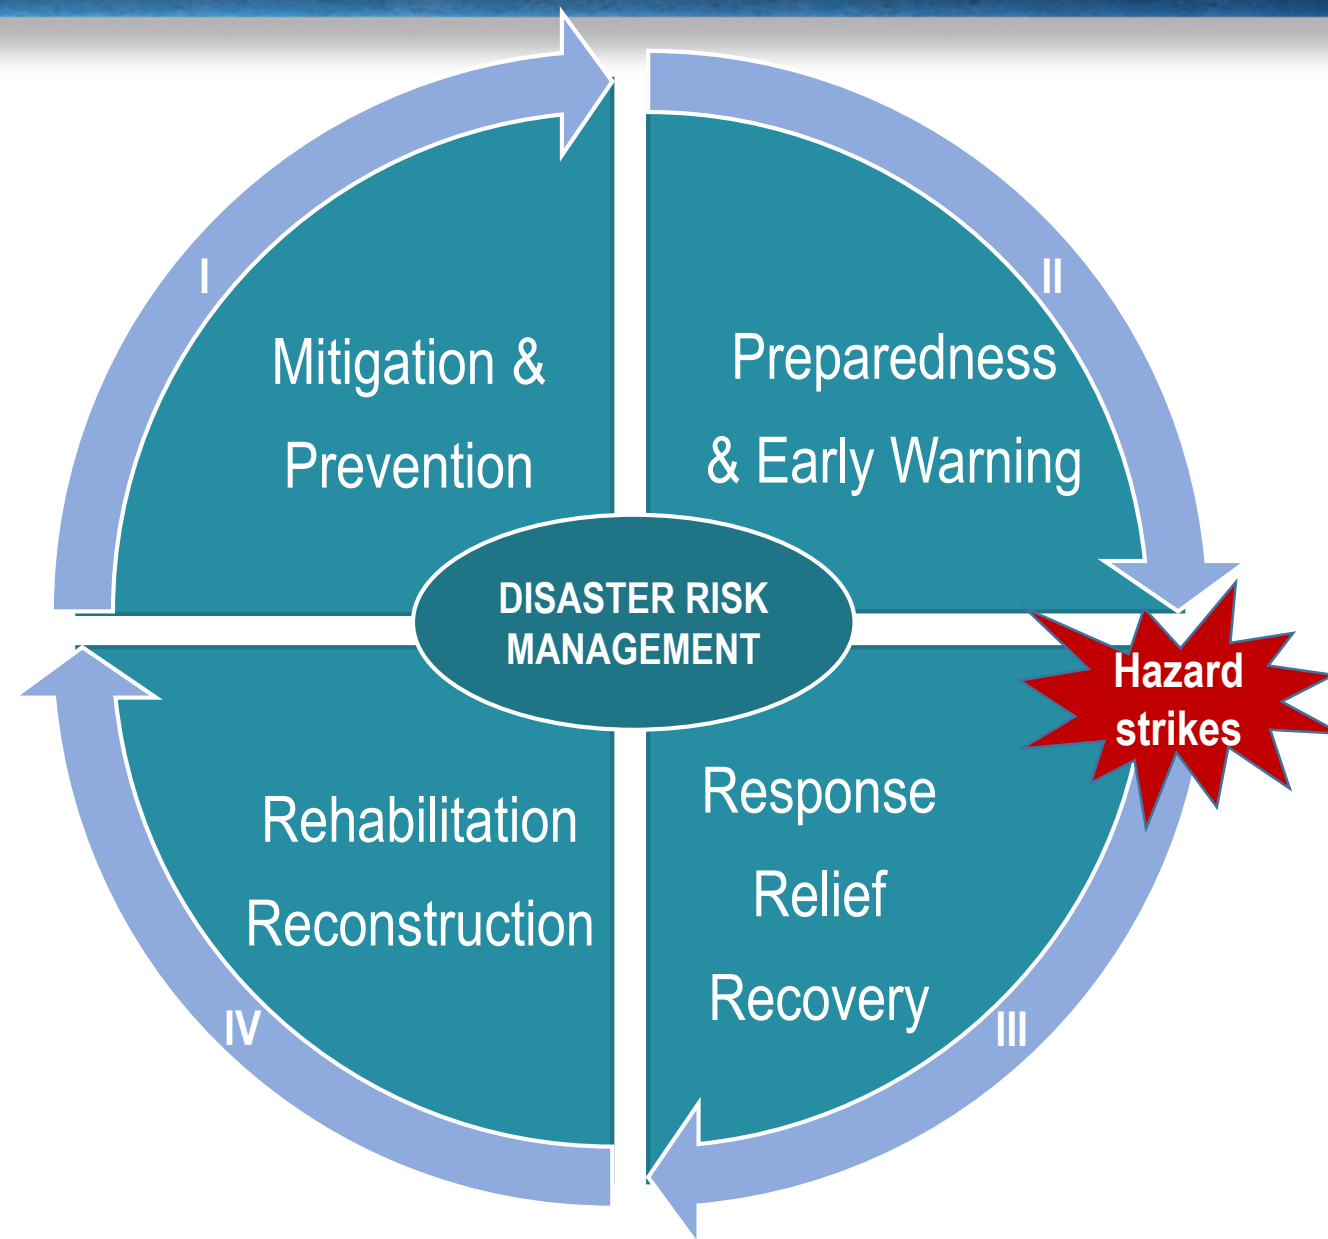 I
Mitigation &
Prevention
II
Preparedness
& Early Warning
DISASTER RISK
MANAGEMENT
Hazard
strikes
Response
Relief
Recovery
III
Rehabilitation
Reconstruction
IV